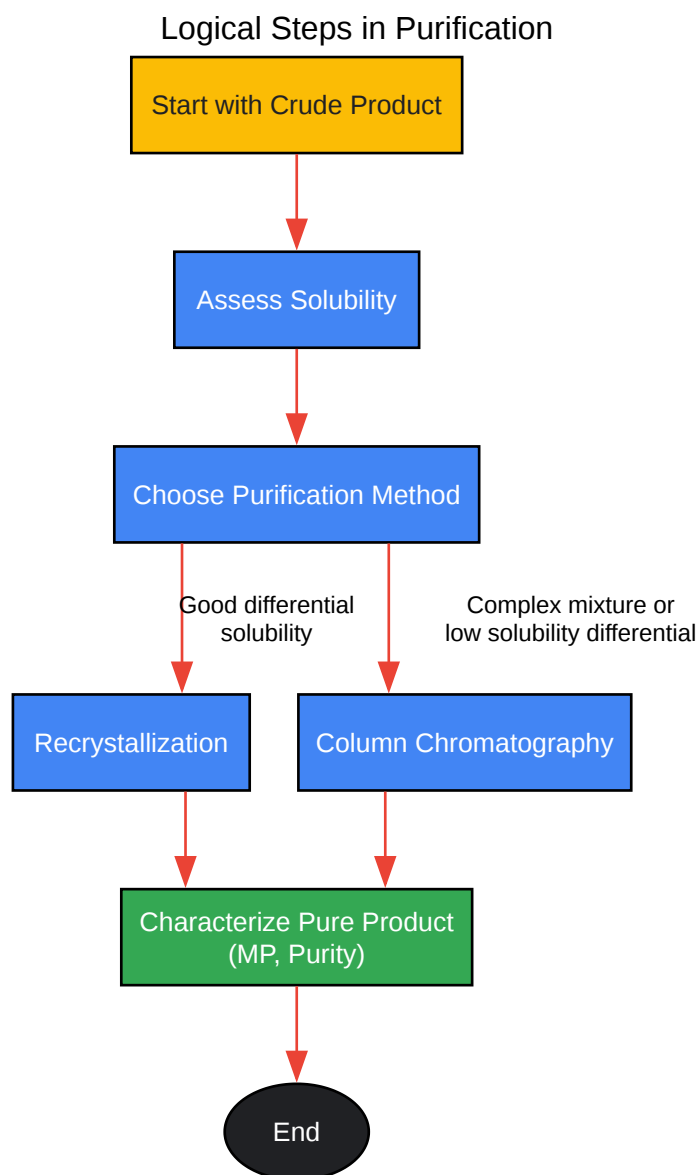 Logical Steps in Purification
Start with Crude Product
Assess Solubility
Choose Purification Method
Good differential
solubility
Complex mixture or
low solubility differential
Recrystallization
Column Chromatography
Characterize Pure Product
(MP, Purity)
End